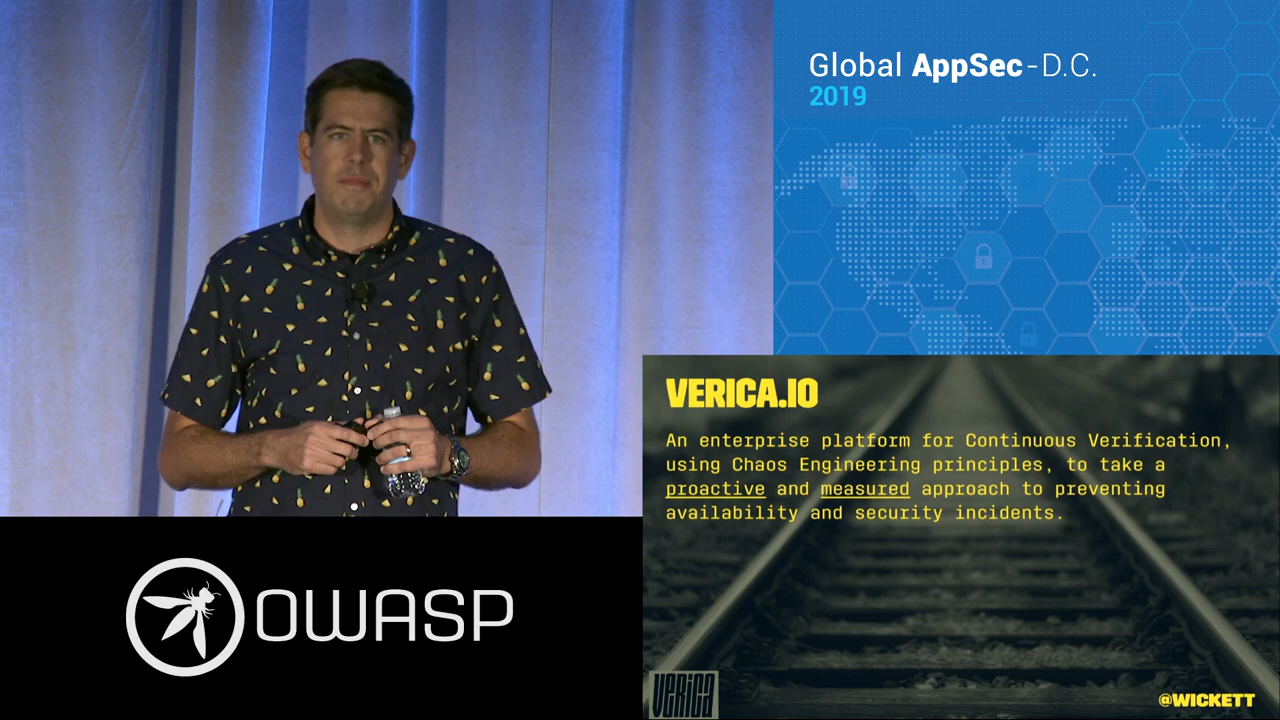 Global AppSec - D.C.
2019
VERICA.IO
An enterprise platform for Continuous Verification,
using Chaos Engineering principles, to take a
proactive and measured approach to preventing
availability and security incidents.
VERICA
@WICKETT
OWASP